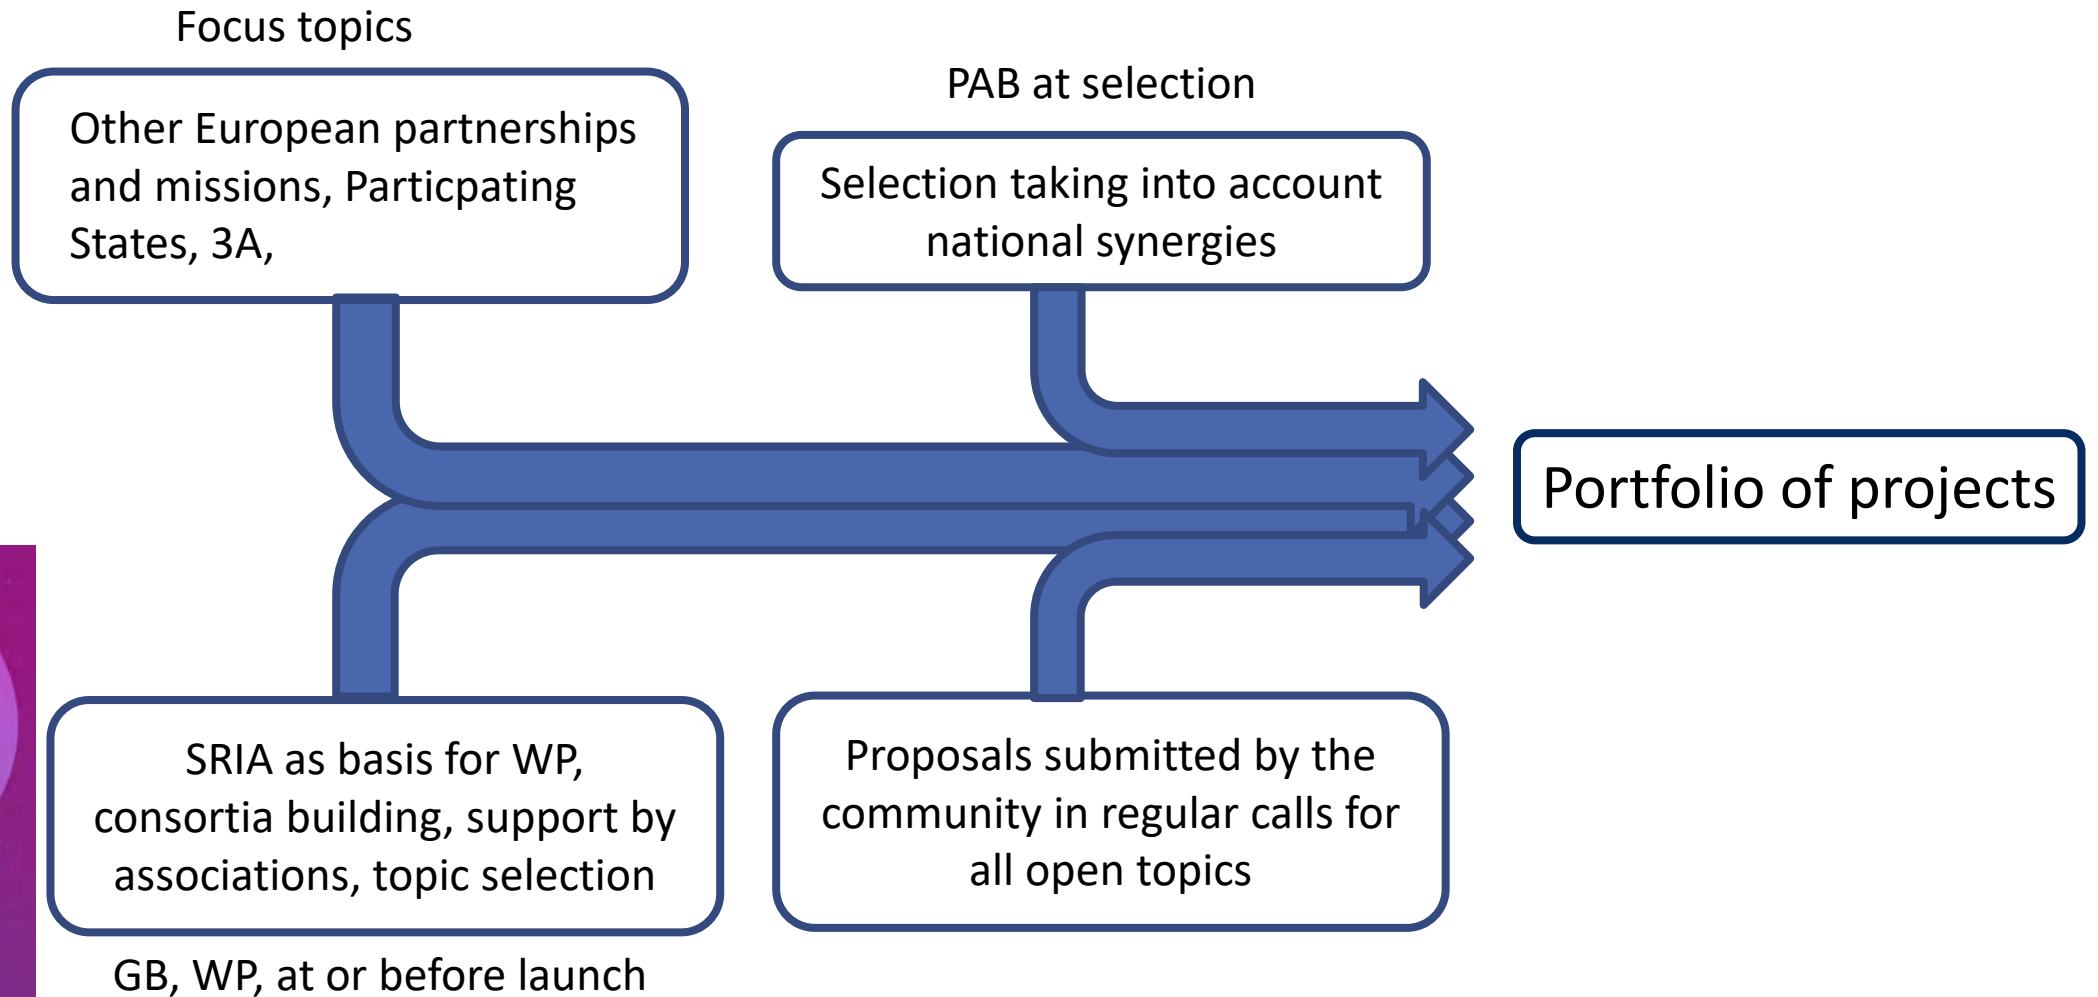 Focus topics
Other European partnerships
and missions, Particpating
States, 3A,
PAB at selection
Selection taking into account
national synergies
Portfolio of projects
SRIA as basis for WP,
consortia building, support by
associations, topic selection
GB, WP, at or before launch
Proposals submitted by the
community in regular calls for
all open topics